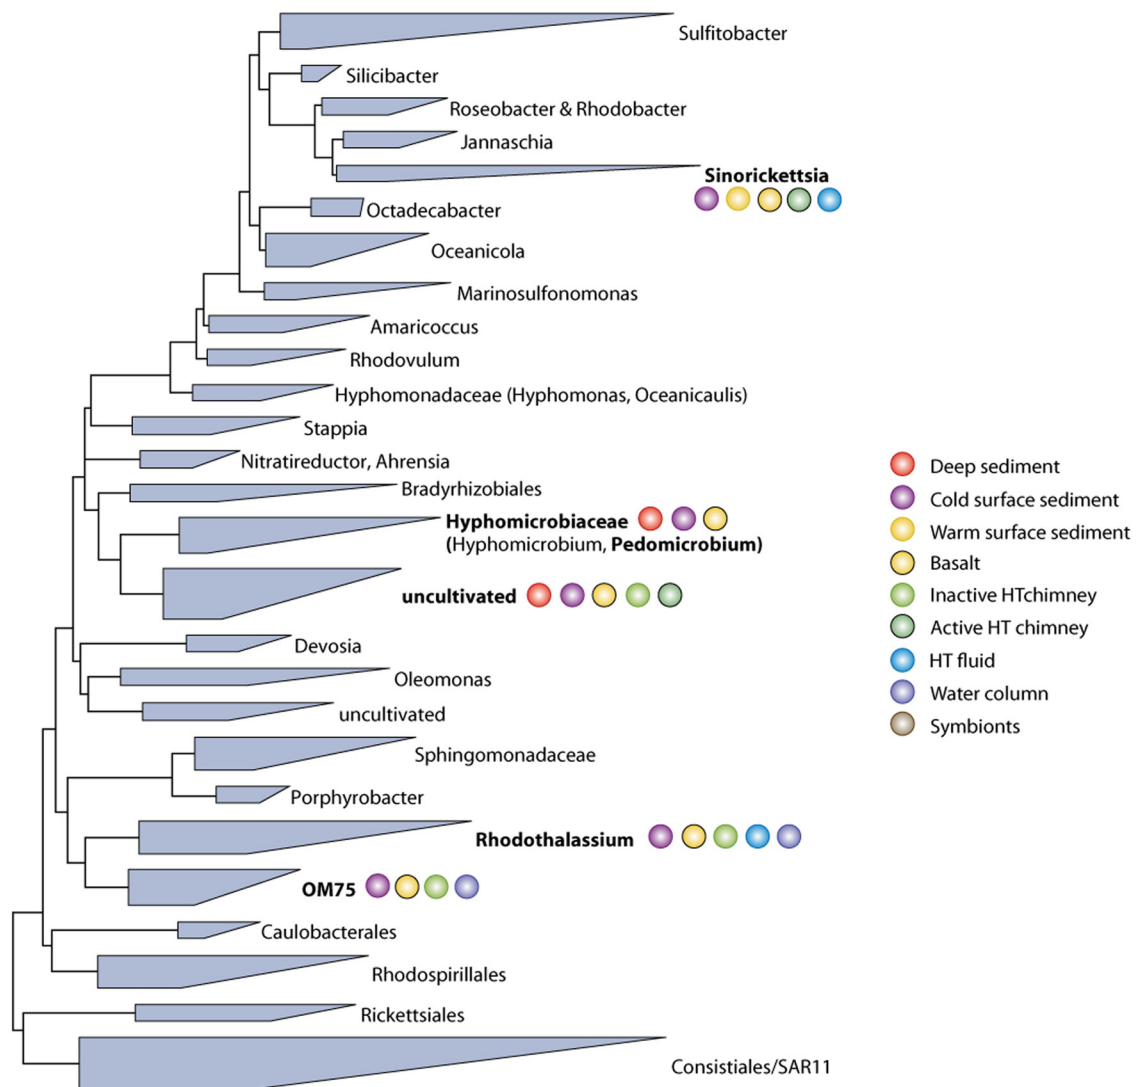 Sulfitobacter
Silicibacter
Roseobacter & Rhodobacter
Jannaschia
Sinorickettsia
Octadecabacter
Oceanicola
Marinosulfonomonas
Amaricoccus
Rhodovulum
Hyphomonadaceae (Hyphomonas, Oceanicaulis)
Stappia
Nitratireductor, Ahrensia
Bradyrhizobiales
Hyphomicrobiaceae
(Hyphomicrobium, Pedomicrobium)
uncultivated
Devosia
Oleomonas
uncultivated
Sphingomonadaceae
Porphyrobacter
Rhodothalassium
OM75
Caulobacterales
Rhodospirillales
Rickettsiales
Consistiales/SAR11
Deep sediment
Cold surface sediment
Warm surface sediment
Basalt
Inactive HTchimney
Active HT chimney
HT fluid
Water column
Symbionts